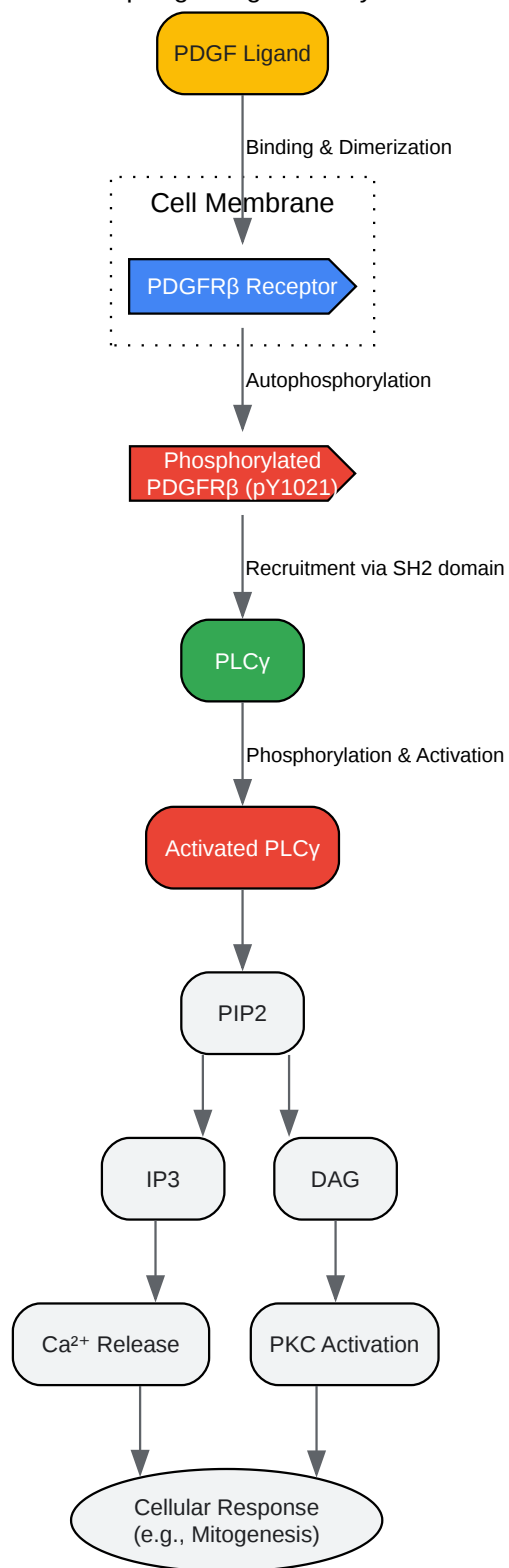 PDGF Ligand
Binding & Dimerization
Cell Membrane
PDGFRβ Receptor
Autophosphorylation
Phosphorylated
PDGFRβ (pY1021)
Recruitment via SH2 domain
PLCγ
Phosphorylation & Activation
Activated PLCγ
PIP2
IP3
DAG
Ca²⁺ Release
PKC Activation
Cellular Response
(e.g., Mitogenesis)